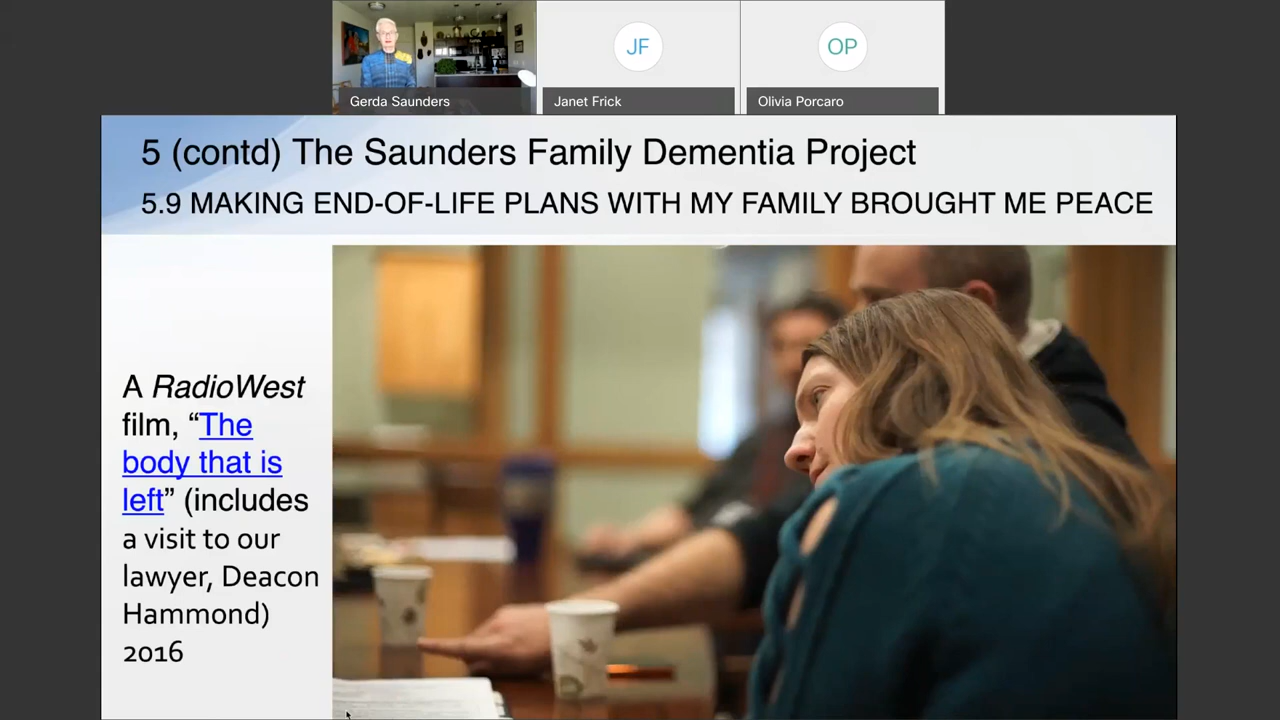 JF
OP
Gerda Saunders
Janet Frick
Olivia Porcaro
5 (contd) The Saunders Family Dementia Project
5.9 MAKING END-OF-LIFE PLANS WITH MY FAMILY BROUGHT ME PEACE
A RadioWest
film, “The
body that is
left” (includes
a visit to our
lawyer, Deacon
Hammond)
2016